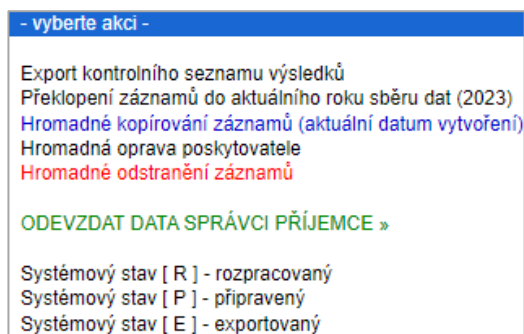 - vyberte akci -
Export kontrolního seznamu výsledků
Překlopení záznamů do aktuálního roku sběru dat (2023)
Hromadné kopírování záznamů (aktuální datum vytvoření)
Hromadná oprava poskytovatele
Hromadné odstranění záznamů
ODEVZDAT DATA SPRÁVCI PŘÍJEMCE »
Systémový stav [ R ] - rozpracovaný
Systémový stav [ P ] - připravený
Systémový stav [ E ] - exportovaný